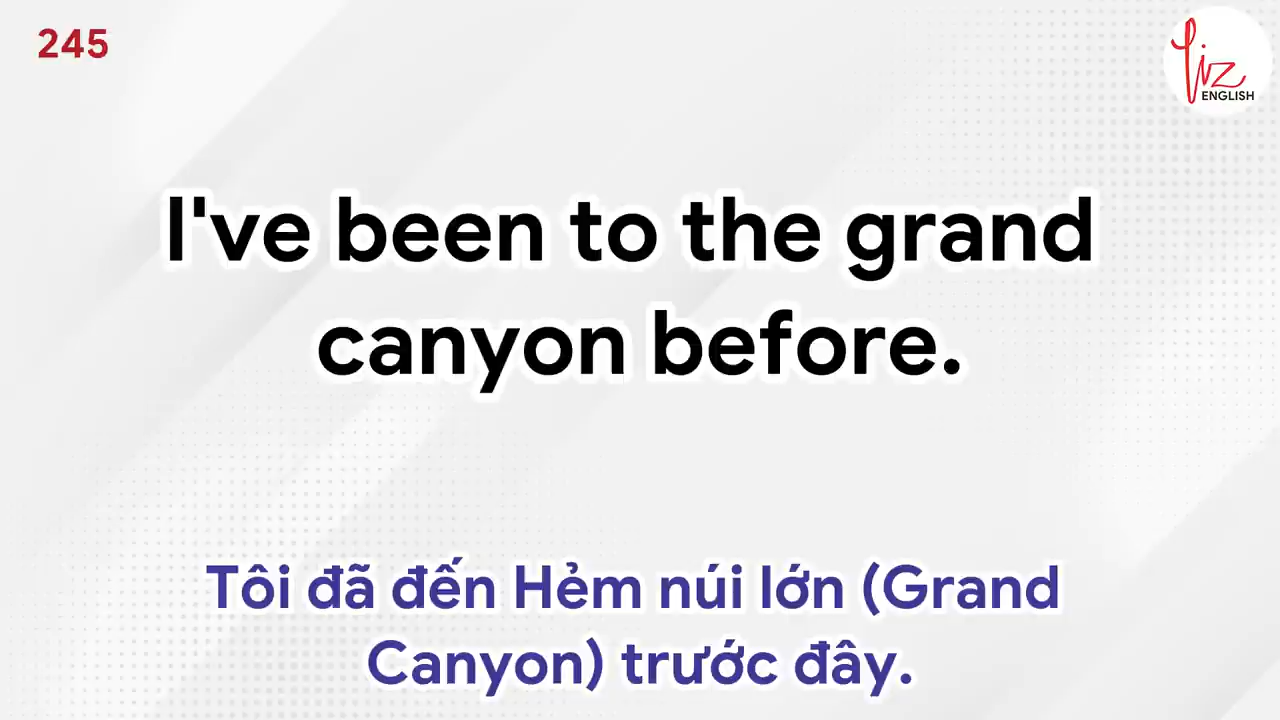 245
Liz
ENGLISH
I've been to the grand
canyon before.
Tôi đã đến Hẻm núi lớn (Grand
Canyon) trước đây.